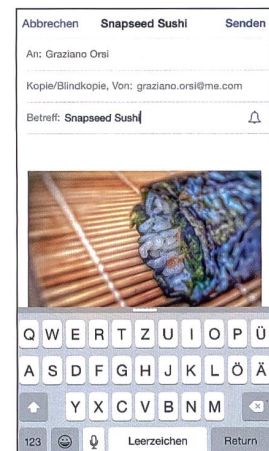 Abbrechen Snapseed Sushi Senden
An: Graziano Orsi
Kopie/Blindkopie, Von: graziano.orsi@me.com
Betreff: Snapseed Sushi
Q W E R T Z U I O P Ü
A S D F G H J K L Ö Ä
Y X C V B N M
123 Leerzeichen Return